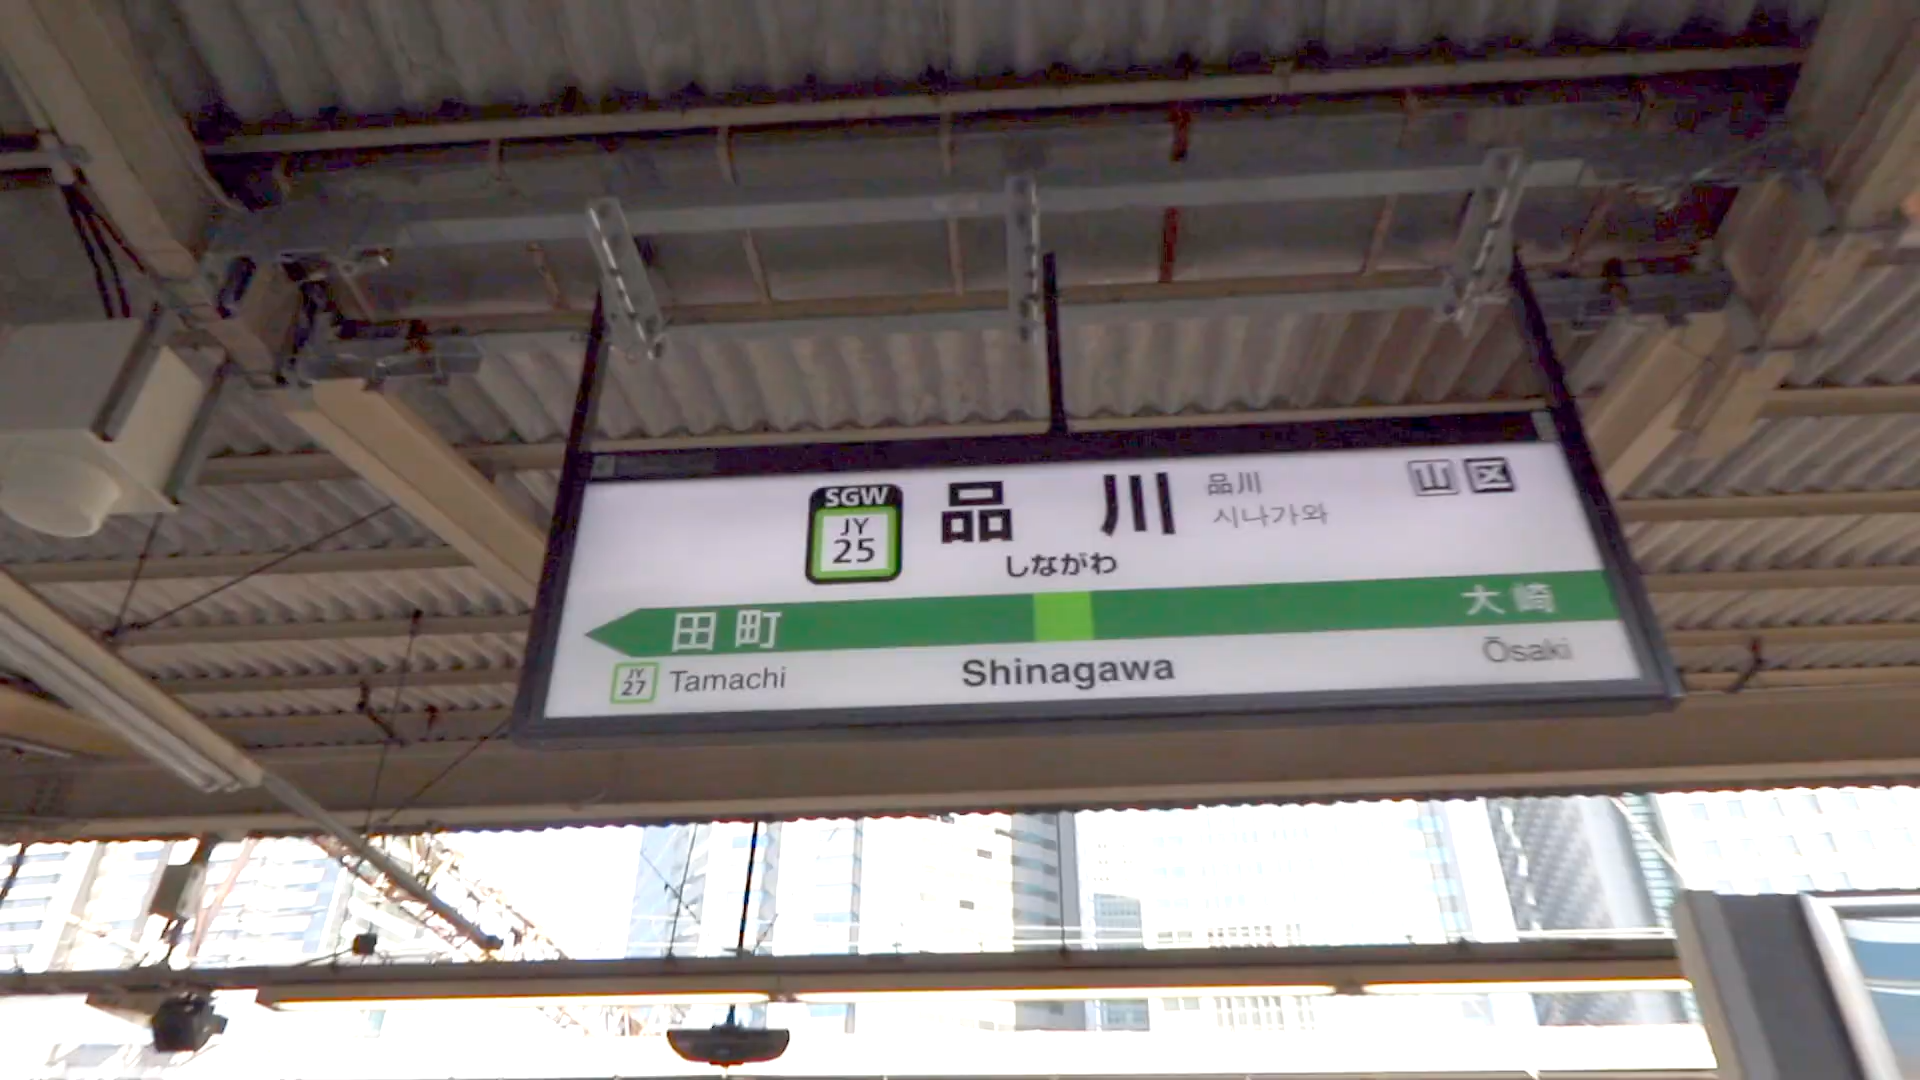 SGW
JY
25
品川
しながわ
品川
시나가와
山 区
田町
大崎
JY
27
Tamachi
Shinagawa
Ōsaki